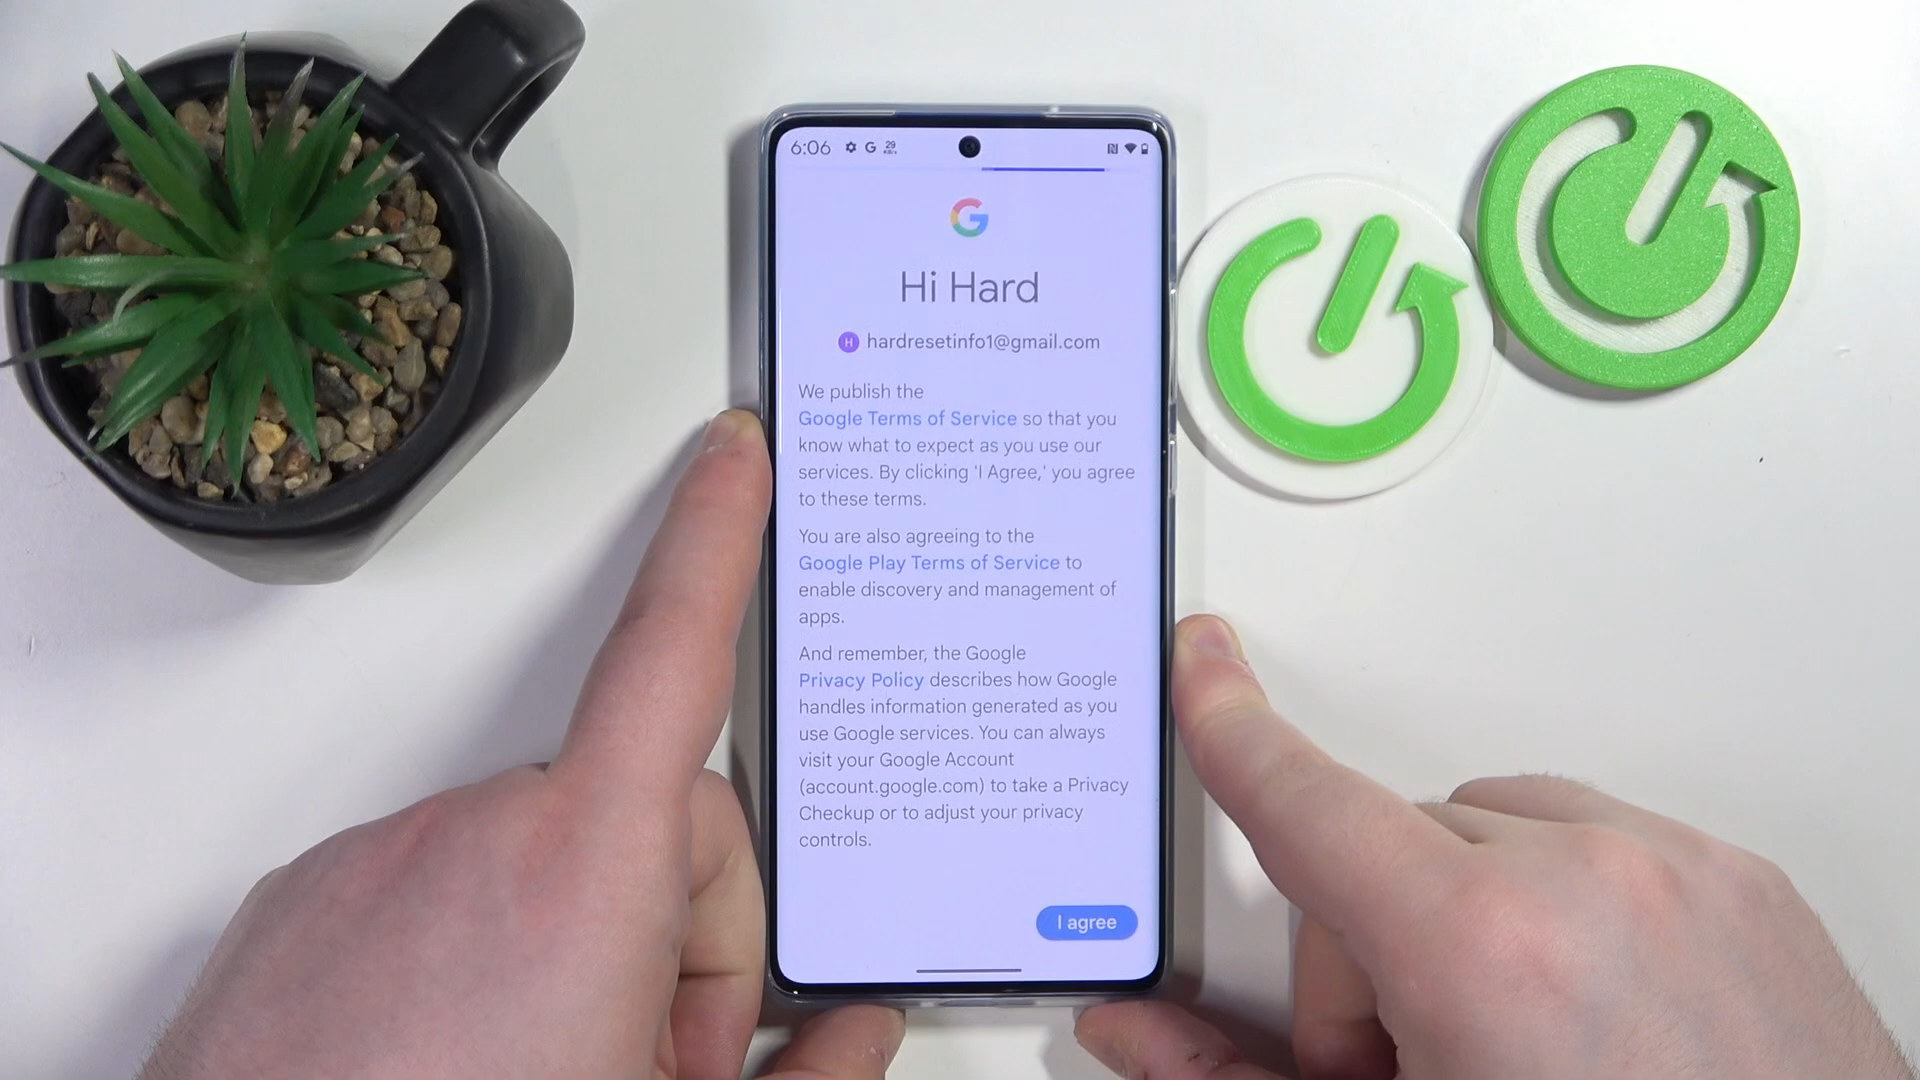 6:06 G 29 KB/s
G
Hi Hard
H hardresetinfo1@gmail.com
We publish the
Google Terms of Service so that you
know what to expect as you use our
services. By clicking 'I Agree,' you agree
to these terms.
You are also agreeing to the
Google Play Terms of Service to
enable discovery and management of
apps.
And remember, the Google
Privacy Policy describes how Google
handles information generated as you
use Google services. You can always
visit your Google Account
(account.google.com) to take a Privacy
Checkup or to adjust your privacy
controls.
I agree